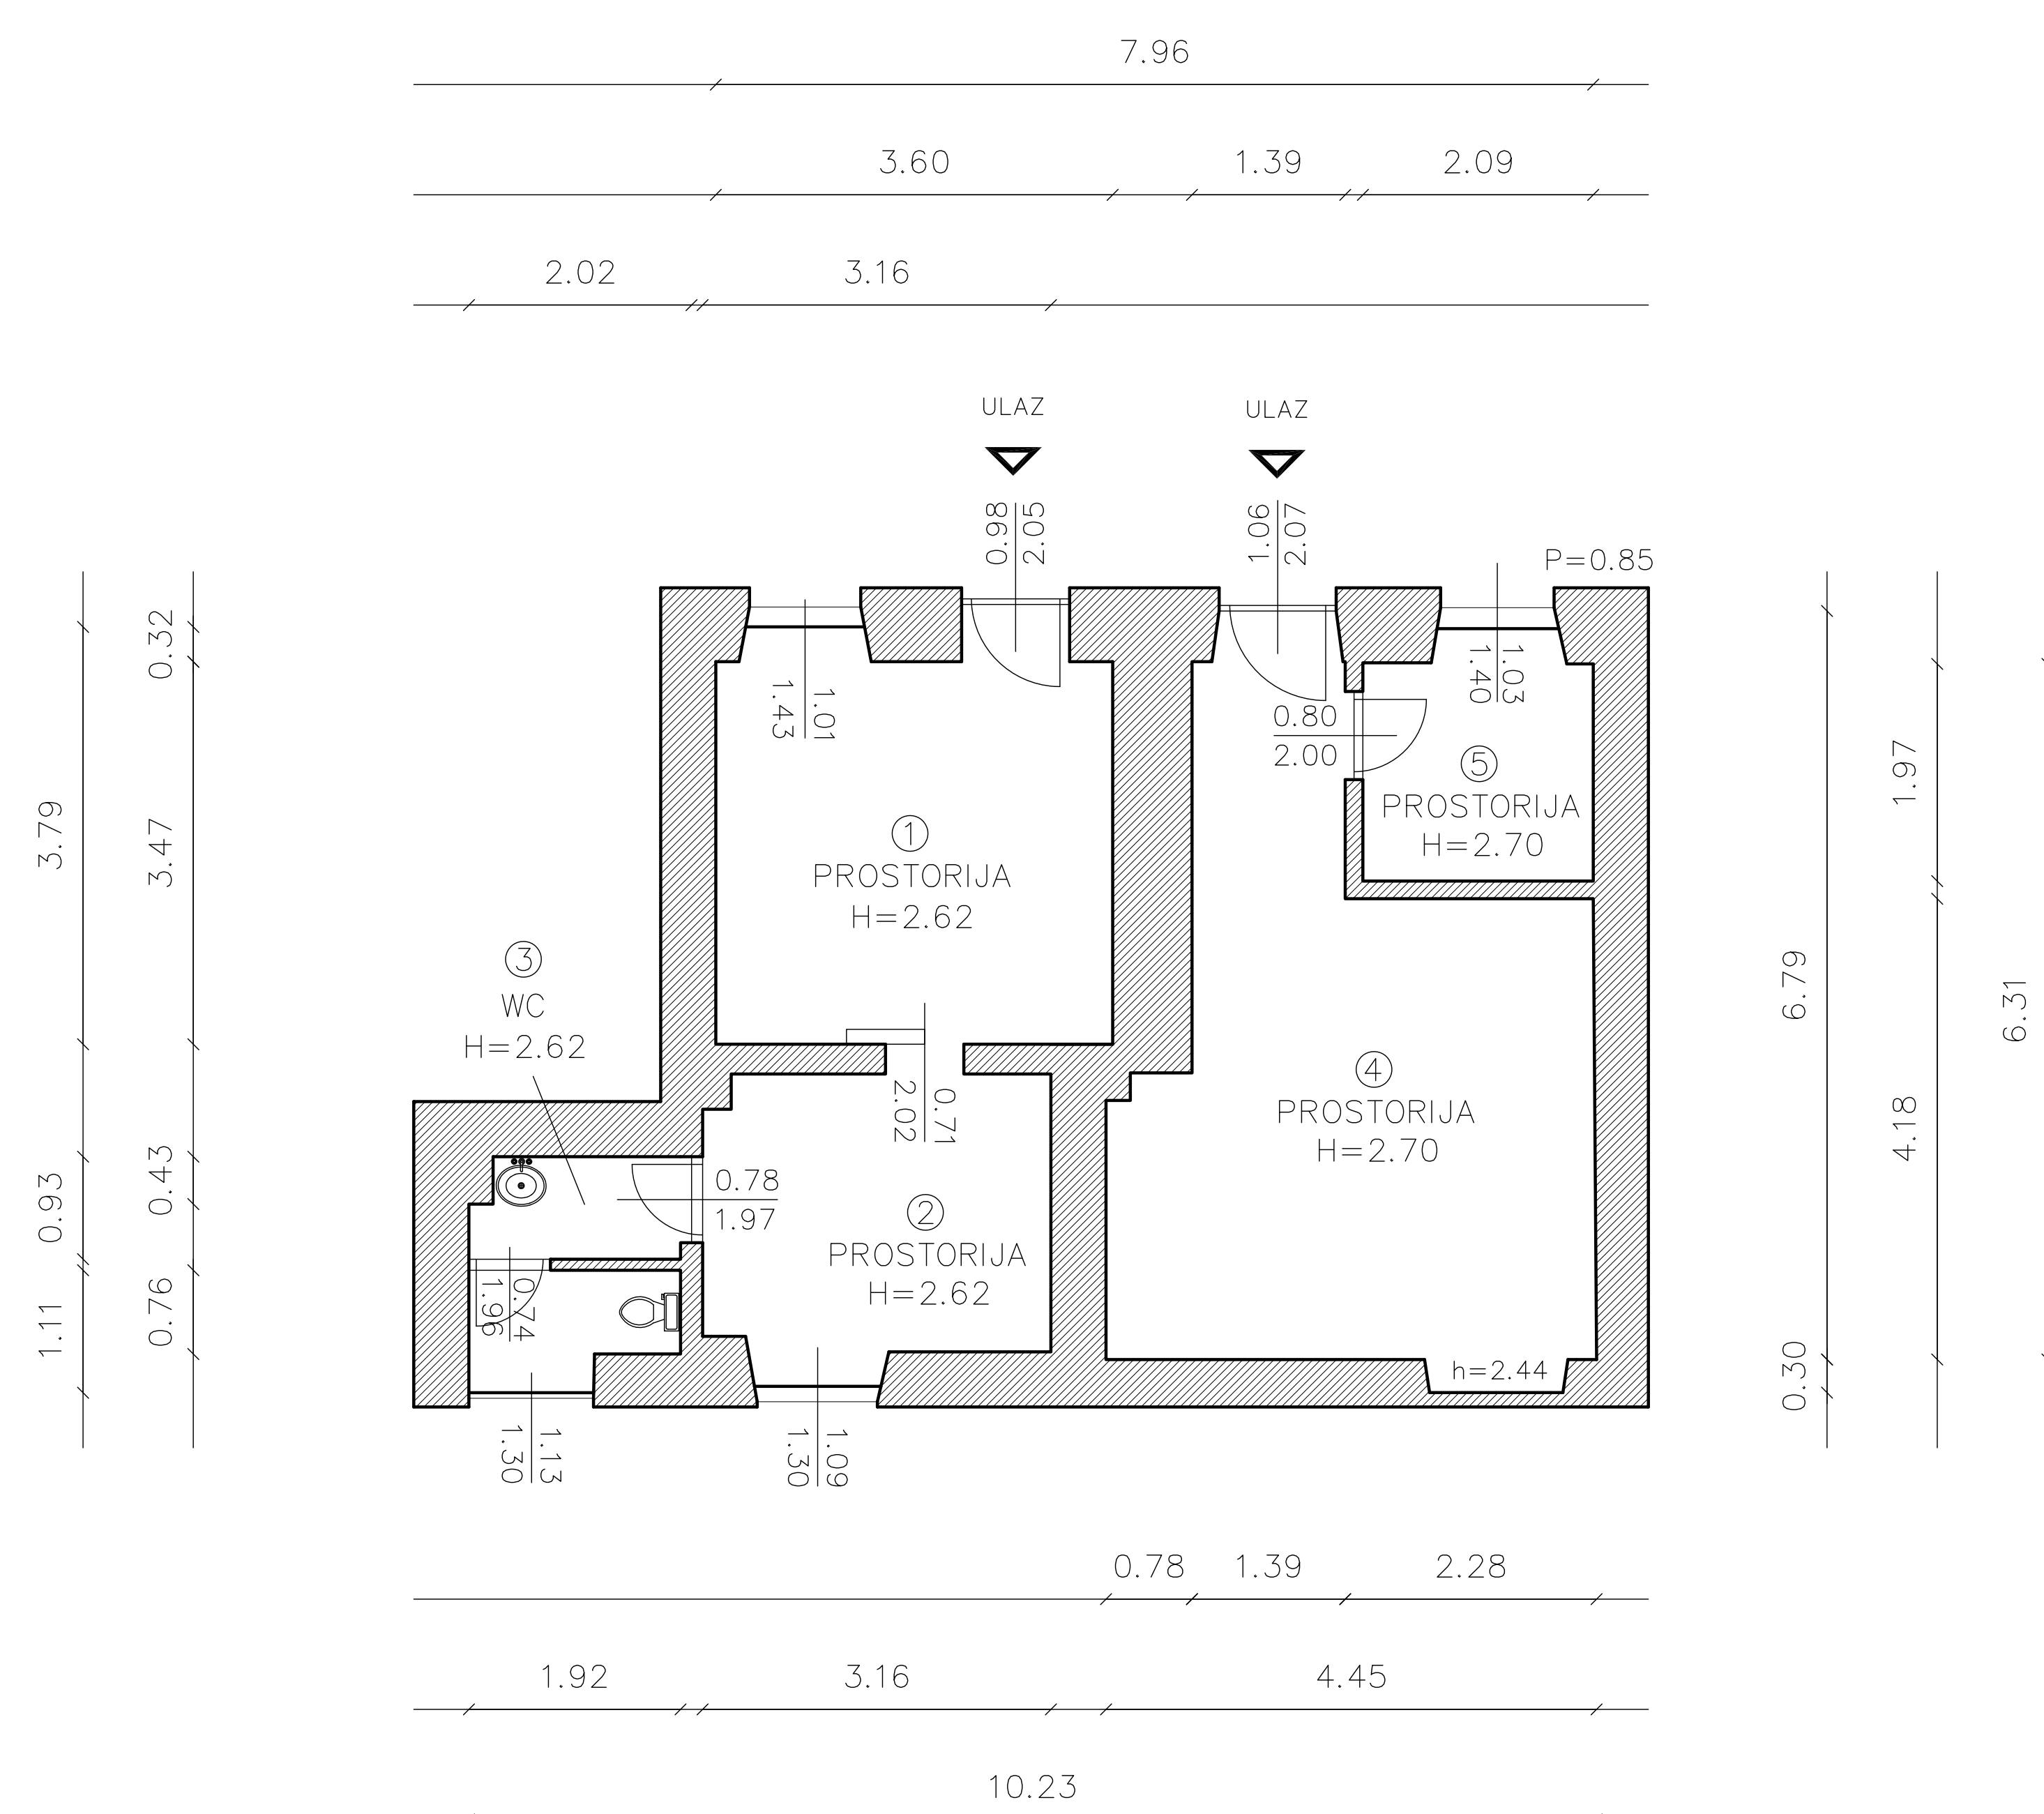 7.96
3.60 1.39 2.09
2.02 3.16
ULAZ ULAZ
0.98
2.05
1.06
2.07
P=0.85
0.32
3.79
3.47
0.43
0.93
0.76
1.11
1.01
1.43
1.03
1.40
0.80
2.00
5
PROSTORIJA
H=2.70
1
PROSTORIJA
H=2.62
3
WC
H=2.62
0.71
2.02
4
PROSTORIJA
H=2.70
0.78
1.97
2
PROSTORIJA
H=2.62
0.74
1.96
h=2.44
1.13
1.30
1.09
1.30
6.79
0.30
1.97
4.18
6.31
0.78 1.39 2.28
1.92 3.16 4.45
10.23